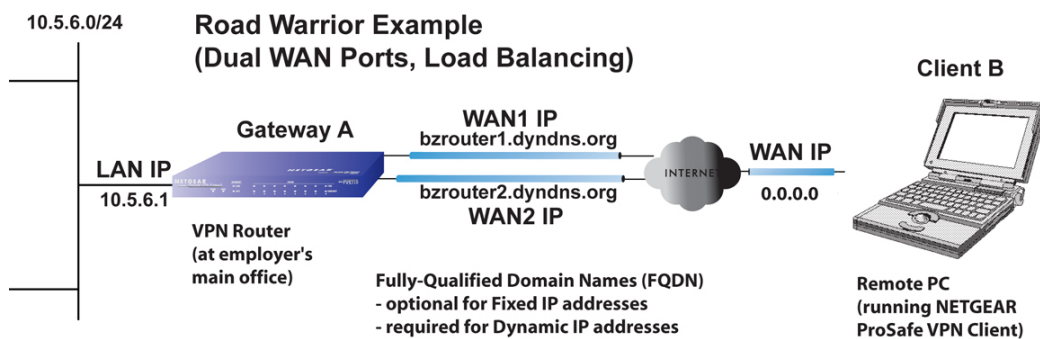 10.5.6.0/24
Road Warrior Example
(Dual WAN Ports, Load Balancing)
Client B
Gateway A
WAN1 IP
bzrouter1.dyndns.org
LAN IP
10.5.6.1
NETGEAR
INTERNET
WAN IP
0.0.0.0
bzrouter2.dyndns.org
WAN2 IP
VPN Router
(at employer's
main office)
Fully-Qualified Domain Names (FQDN)
- optional for Fixed IP addresses
- required for Dynamic IP addresses
Remote PC
(running NETGEAR
ProSafe VPN Client)